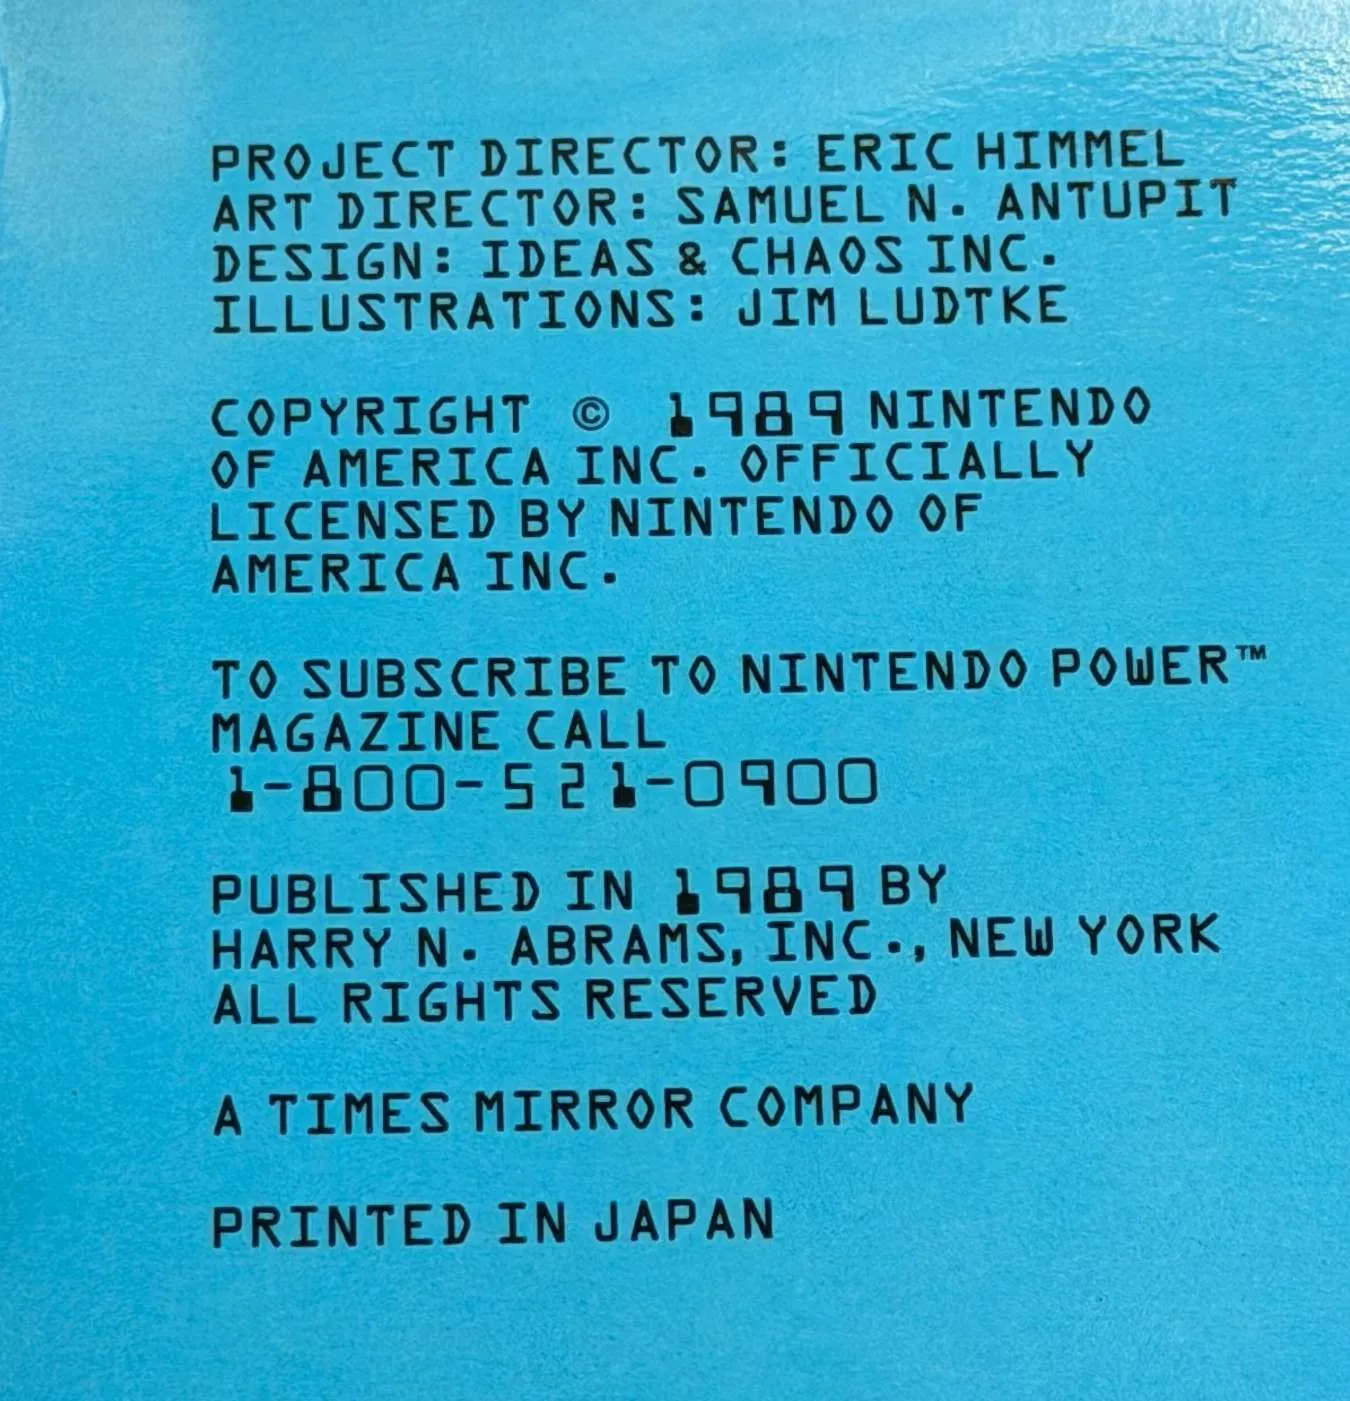 PROJECT DIRECTOR: ERIC HIMMEL
ART DIRECTOR: SAMUEL N. ANTUPIT
DESIGN: IDEAS & CHAOS INC.
ILLUSTRATIONS: JIM LUDTKE
COPYRIGHT © 1989 NINTENDO
OF AMERICA INC. OFFICIALLY
LICENSED BY NINTENDO OF
AMERICA INC.
TO SUBSCRIBE TO NINTENDO POWER™
MAGAZINE CALL
1-800-521-0900
PUBLISHED IN 1989 BY
HARRY N. ABRAMS, INC., NEW YORK
ALL RIGHTS RESERVED
A TIMES MIRROR COMPANY
PRINTED IN JAPAN